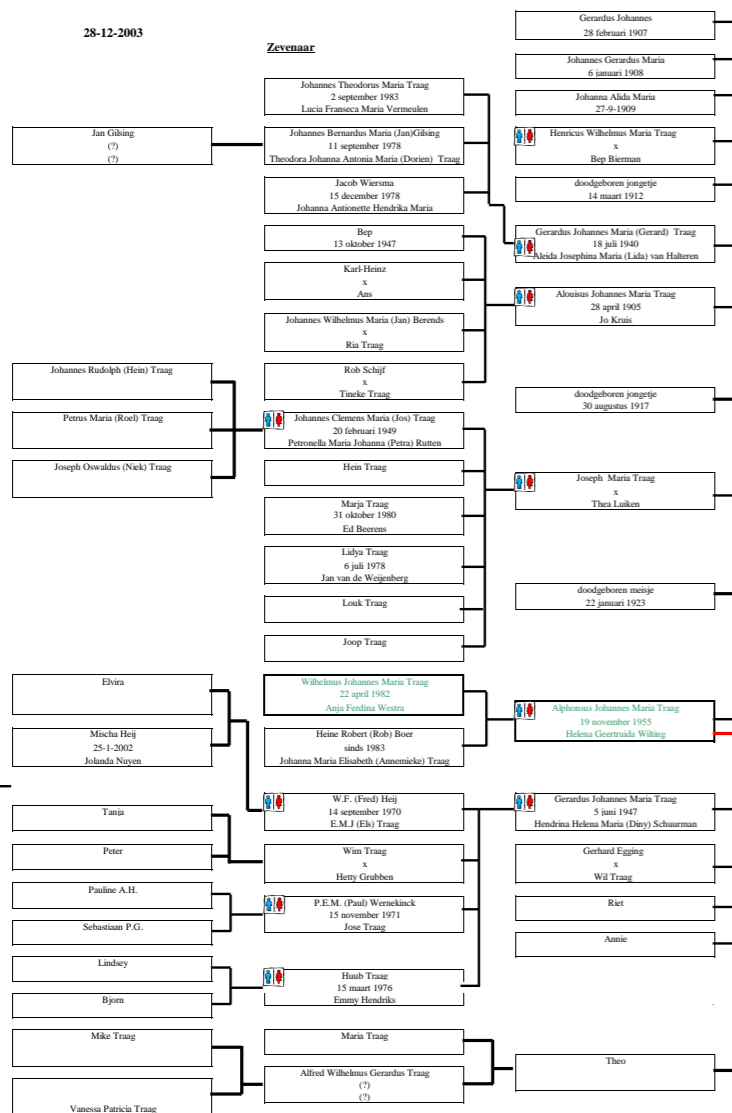 28-12-2003
Zevenaar
Jan Gilsing
(?)
(?)
Johannes Rudolph (Hein) Traag
Petrus Maria (Roel) Traag
Joseph Oswaldus (Niek) Traag
Elvira
Mischa Heij
25-1-2002
Jolanda Nuyen
Tanja
Peter
Pauline A.H.
Sebastiaan P.G.
Lindsey
Bjorn
Mike Traag
Vanessa Patricia Traag
Johannes Theodorus Maria Traag
2 september 1983
Lucia Franseca Maria Vermeulen
Johannes Bernardus Maria (Jan)Gilsing
11 september 1978
Theodora Johanna Antonia Maria (Dorien) Traag
Jacob Wiersma
15 december 1978
Johanna Antionette Hendrika Maria
Bep
13 oktober 1947
Karl-Heinz
x
Ans
Johannes Wilhelmus Maria (Jan) Berends
x
Ria Traag
Rob Schijf
x
Tineke Traag
Johannes Clemens Maria (Jos) Traag
20 februari 1949
Petronella Maria Johanna (Petra) Rutten
Hein Traag
Marja Traag
31 oktober 1980
Ed Beerens
Lidya Traag
6 juli 1978
Jan van de Weijenberg
Louk Traag
Joop Traag
Wilhelmus Johannes Maria Traag
22 april 1982
Anja Ferdina Westra
Heine Robert (Rob) Boer
sinds 1983
Johanna Maria Elisabeth (Annemieke) Traag
W.F. (Fred) Heij
14 september 1970
E.M.J (Els) Traag
Wim Traag
x
Hetty Grubben
P.E.M. (Paul) Wernekinck
15 november 1971
Jose Traag
Huub Traag
15 maart 1976
Emmy Hendriks
Maria Traag
Alfred Wilhelmus Gerardus Traag
(?)
(?)
Gerardus Johannes
28 februari 1907
Johannes Gerardus Maria
6 januari 1908
Johanna Alida Maria
27-9-1909
Henricus Wilhelmus Maria Traag
x
Bep Bierman
doodgeboren jongetje
14 maart 1912
Gerardus Johannes Maria (Gerard) Traag
18 juli 1940
Aleida Josephina Maria (Lida) van Halteren
Alouisus Johannes Maria Traag
28 april 1905
Jo Kruis
doodgeboren jongetje
30 augustus 1917
Joseph Maria Traag
x
Thea Luiken
doodgeboren meisje
22 januari 1923
Alphonsus Johannes Maria Traag
19 november 1955
Helena Geertruida Wilting
Gerardus Johannes Maria Traag
5 juni 1947
Hendrina Helena Maria (Diny) Schuurman
Gerhard Egging
x
Wil Traag
Riet
Annie
Theo